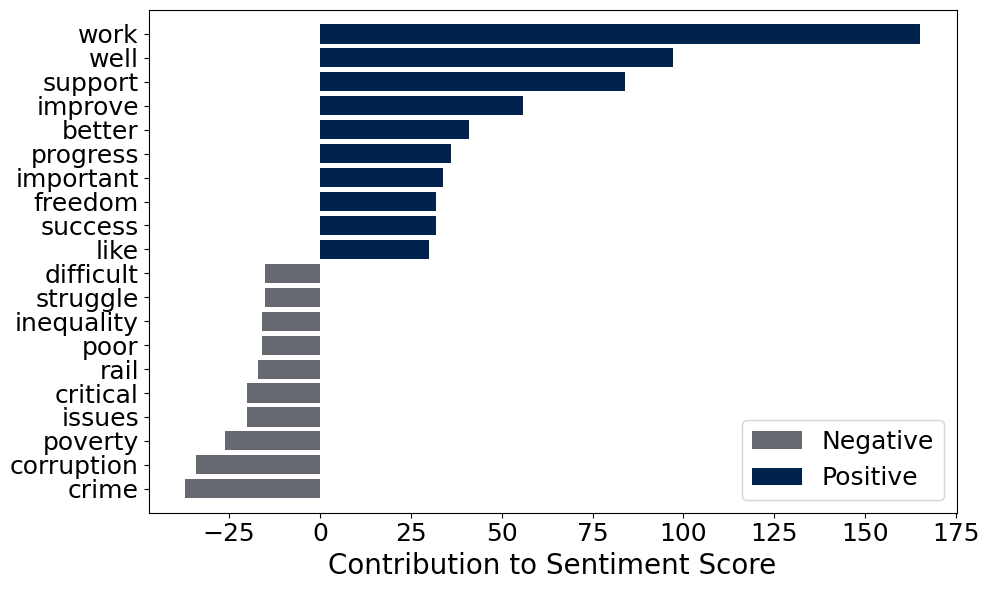 work
well
support
improve
better
progress
important
freedom
success
like
difficult
struggle
inequality
poor
rail
critical
issues
poverty
corruption
crime
Negative
Positive
−25 0 25 50 75 100 125 150 175
Contribution to Sentiment Score